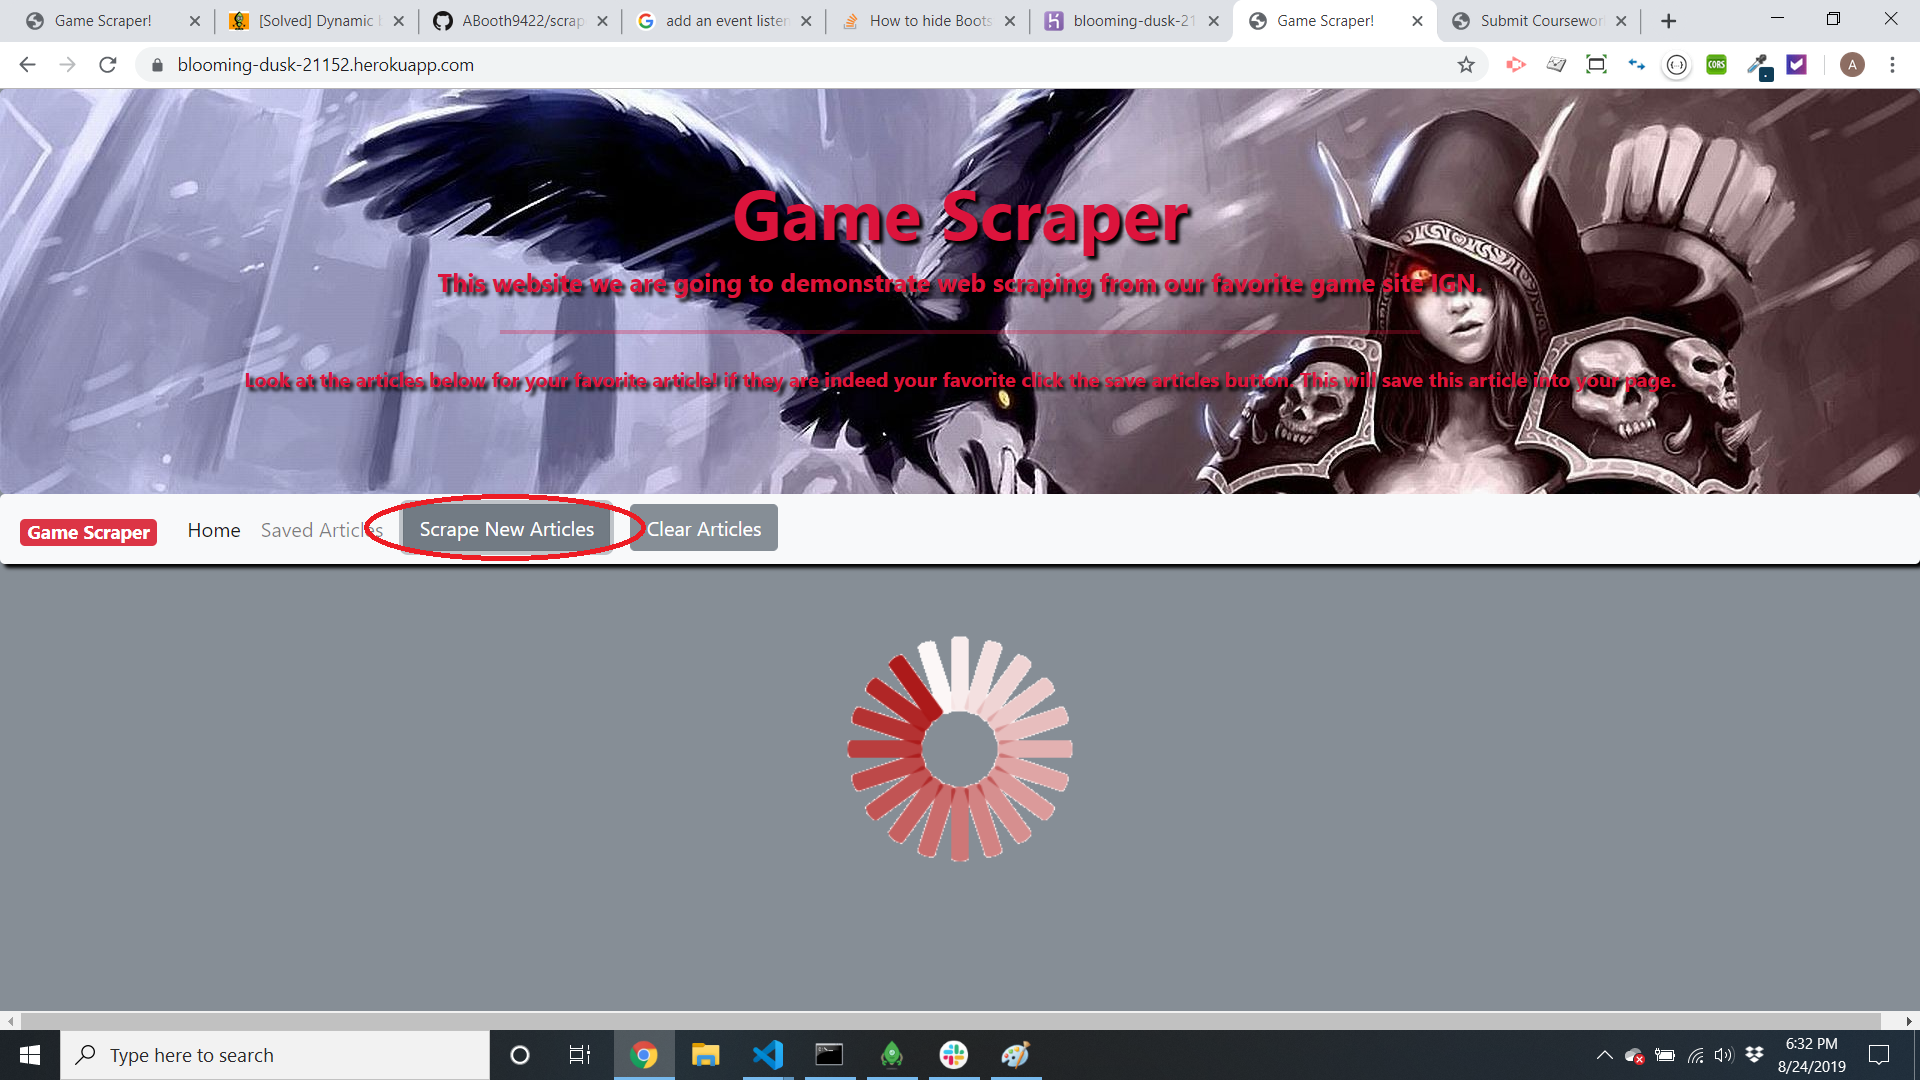 Game Scraper!
[Solved] Dynamic
ABooth9422/scrap
add an event listen
How to hide Boots
blooming-dusk-21
Game Scraper!
Submit Coursewor
blooming-dusk-21152.herokuapp.com
CORS
A
Game Scraper
This website we are going to demonstrate web scraping from our favorite game site IGN.
Look at the articles below for your favorite article! if they are indeed your favorite click the save articles button. This will save this article into your page.
Game Scraper Home Saved Articles Scrape New Articles Clear Articles
Type here to search
6:32 PM
8/24/2019